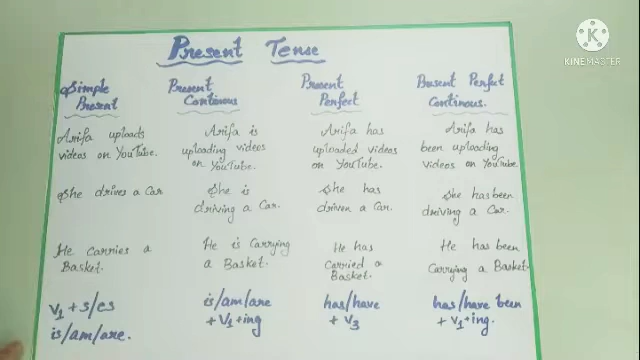 Present Tense
KINEMASTER
Simple
Present
Arifa uploads
videos on YouTube.
She drives a Car
He Carries a
Basket.
V1 + s/es
is/am/are.
Present
Continous
Arifa is
uploading videos
on YouTube.
She is
driving a Car.
He is Carrying
a Basket.
is/am/are
+ V1 + ing
Present
Perfect
Arifa has
uploaded videos
on YouTube.
She has
driven a Car.
He has
Carried a
Basket.
has/have
+ V3
Present Perfect
Continous.
Arifa has
been uploading
videos on YouTube.
She has been
driving a Car.
He has been
Carrying a Basket.
has/have been
+ V1 + ing.